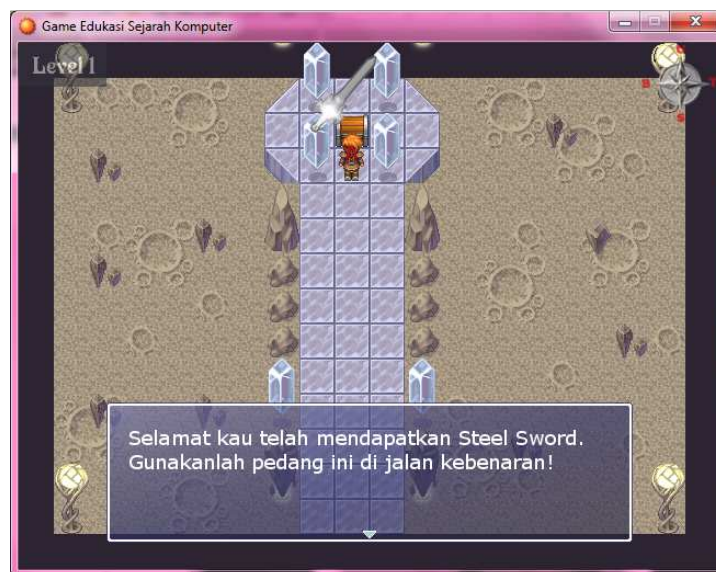 Game Edukasi Sejarah Komputer
Level 1
B
T
S
Selamat kau telah mendapatkan Steel Sword.
Gunakanlah pedang ini di jalan kebenaran!